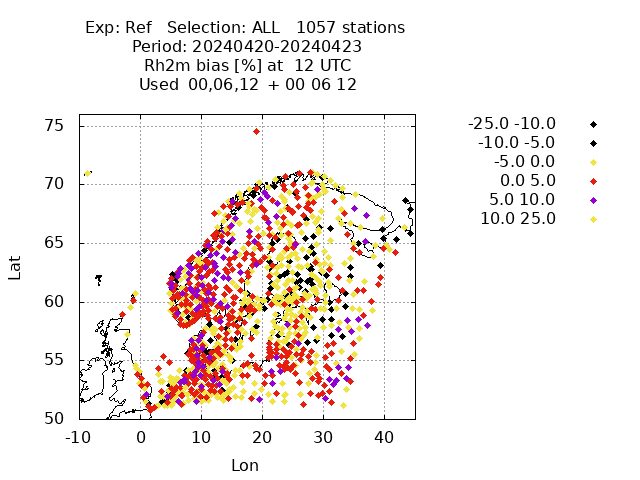 Exp: Ref   Selection: ALL   1057 stations
Period: 20240420-20240423
Rh2m bias [%] at  12 UTC
Used  00,06,12  + 00 06 12
-25.0 -10.0
-10.0 -5.0
-5.0 0.0
0.0 5.0
5.0 10.0
10.0 25.0
75
70
65
60
55
50
Lat
-10 0 10 20 30 40
Lon